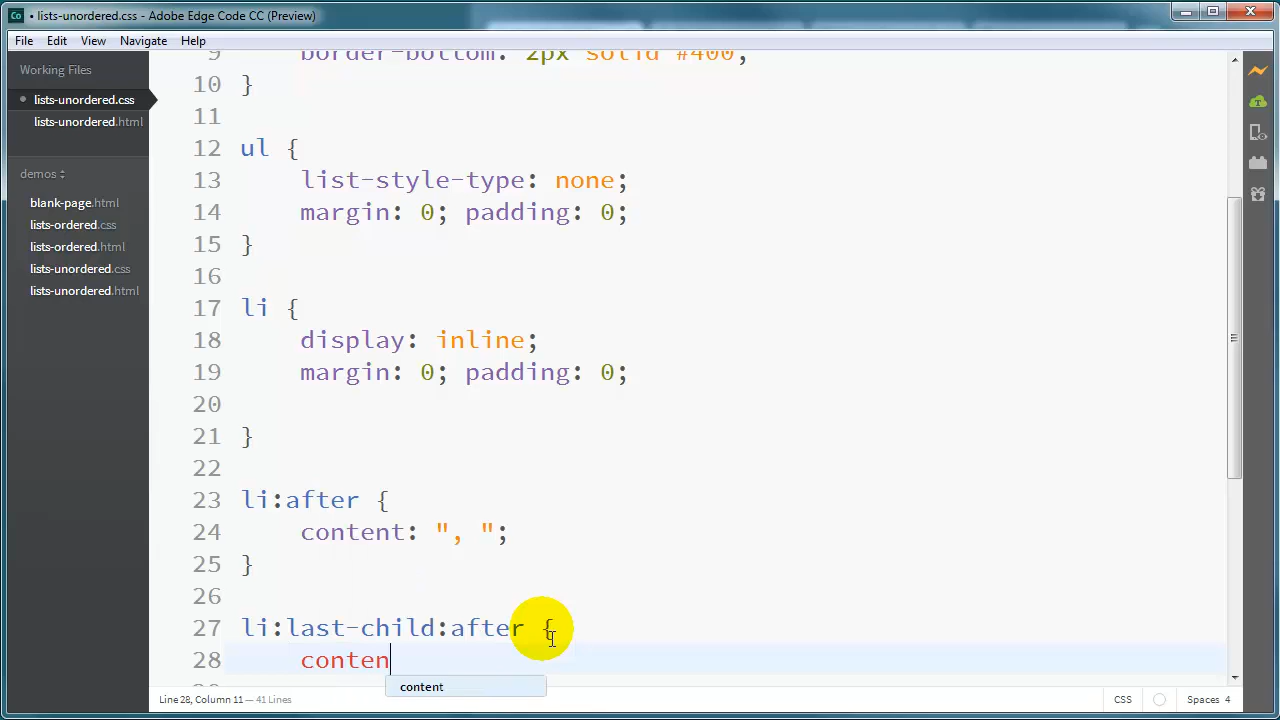 Co • lists-unordered.css - Adobe Edge Code CC (Preview)
File Edit View Navigate Help
Working Files
lists-unordered.css
lists-unordered.html
demos
blank-page.html
lists-ordered.css
lists-ordered.html
lists-unordered.css
lists-unordered.html
9 border-bottom: 2px solid #400;
10 }
11
12 ul {
13 list-style-type: none;
14 margin: 0; padding: 0;
15 }
16
17 li {
18 display: inline;
19 margin: 0; padding: 0;
20
21 }
22
23 li:after {
24 content: ", ";
25 }
26
27 li:last-child:after {
28 conten
content
Line 28, Column 11 — 41 Lines
CSS
Spaces 4